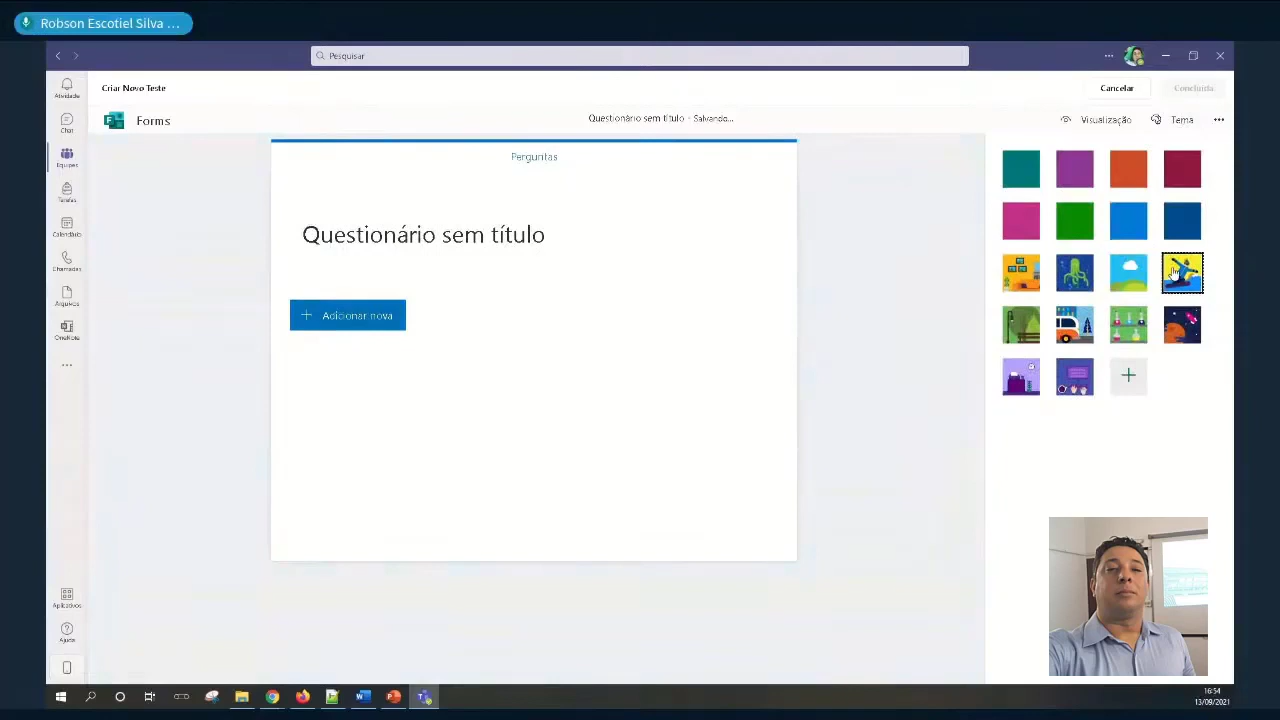 Robson Escotiel Silva ...
Pesquisar
Criar Novo Teste
Cancelar
Concluída
Forms
Questionário sem título - Salvando...
Visualização
Tema
Atividade
Chat
Equipes
Tarefas
Calendário
Chamadas
Arquivos
OneNote
Aplicativos
Ajuda
Perguntas
Questionário sem título
Adicionar nova
16:54
13/09/2021